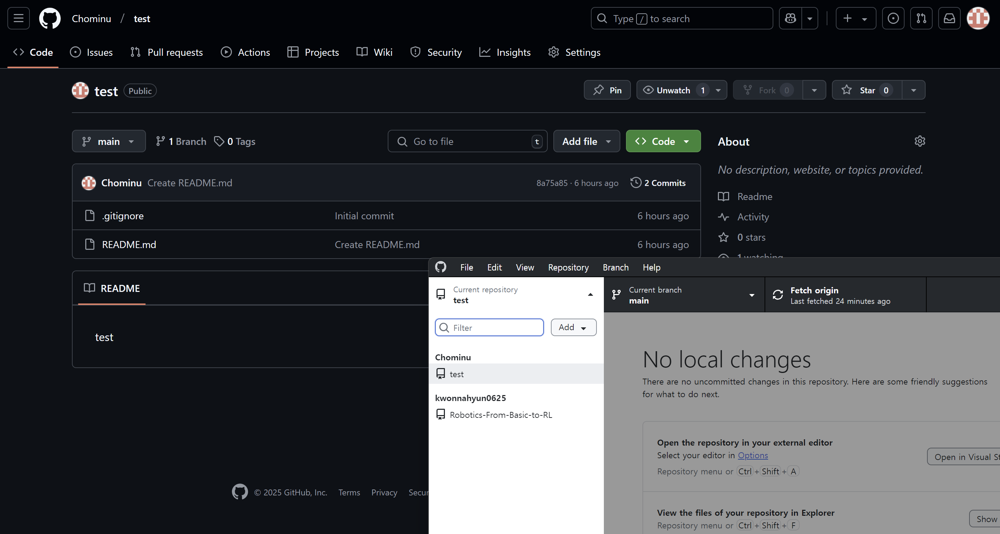 Chominu / test
Type / to search
Code Issues Pull requests Actions Projects Wiki Security Insights Settings
test Public
Pin Unwatch 1 Fork 0 Star 0
main 1 Branch 0 Tags Go to file t Add file Code
Chominu Create README.md 8a75a85 · 6 hours ago 2 Commits
.gitignore Initial commit 6 hours ago
README.md Create README.md 6 hours ago
README
test
About
No description, website, or topics provided.
Readme
Activity
0 stars
1 watching
© 2025 GitHub, Inc. Terms Privacy Secur
File Edit View Repository Branch Help
Current repository
test
Current branch
main
Fetch origin
Last fetched 24 minutes ago
Filter Add
Chominu
test
kwonnahyun0625
Robotics-From-Basic-to-RL
No local changes
There are no uncommitted changes in this repository. Here are some friendly suggestions
for what to do next.
Open the repository in your external editor
Select your editor in Options
Repository menu or Ctrl + Shift + A
Open in Visual St
View the files of your repository in Explorer
Repository menu or Ctrl + Shift + F
Show